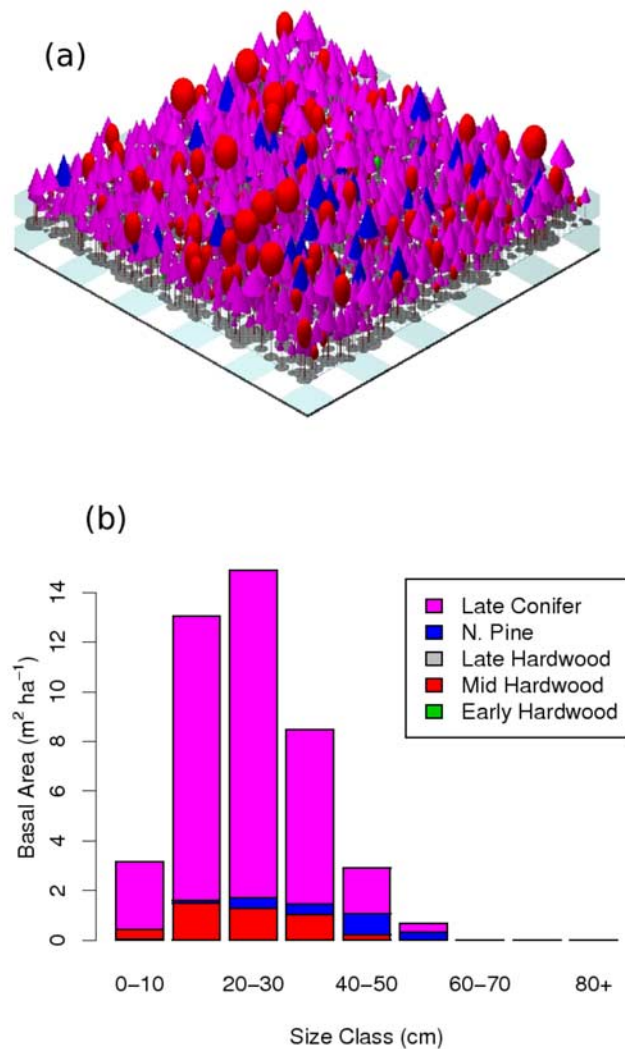 (a)
(b)
Basal Area (m² ha⁻¹)
14
12
10
8
6
4
2
0
Late Conifer
N. Pine
Late Hardwood
Mid Hardwood
Early Hardwood
0–10
20–30
40–50
60–70
80+
Size Class (cm)